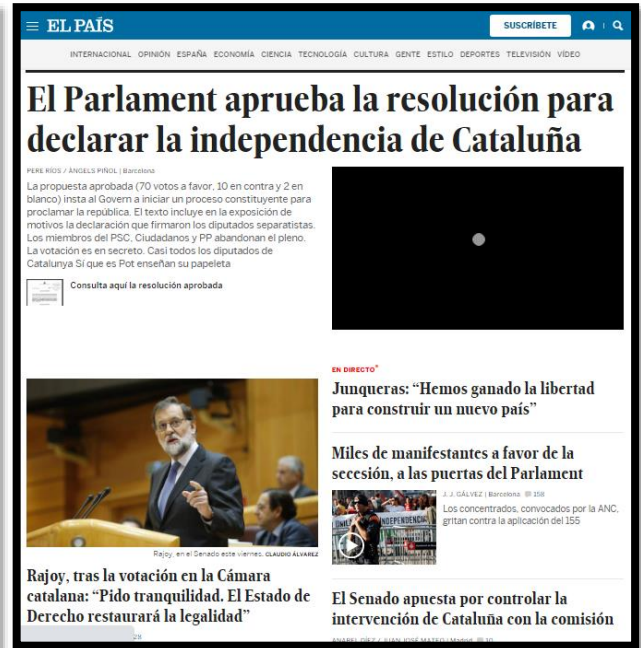 EL PAÍS
SUSCRÍBETE
INTERNACIONAL OPINIÓN ESPAÑA ECONOMÍA CIENCIA TECNOLOGÍA CULTURA GENTE ESTILO DEPORTES TELEVISIÓN VÍDEO
El Parlament aprueba la resolución para
declarar la independencia de Cataluña
PERE RÍOS / ÀNGELS PIÑOL | Barcelona
La propuesta aprobada (70 votos a favor, 10 en contra y 2 en
blanco) insta al Govern a iniciar un proceso constituyente para
proclamar la república. El texto incluye en la exposición de
motivos la declaración que firmaron los diputados separatistas.
Los miembros del PSC, Ciudadanos y PP abandonan el pleno.
La votación es en secreto. Casi todos los diputados de
Catalunya Sí que es Pot enseñan su papeleta
Consulta aquí la resolución aprobada
Rajoy, en el Senado este viernes. CLAUDIO ÁLVAREZ
Rajoy, tras la votación en la Cámara
catalana: “Pido tranquilidad. El Estado de
Derecho restaurará la legalidad”
28
EN DIRECTO
Junqueras: “Hemos ganado la libertad
para construir un nuevo país”
Miles de manifestantes a favor de la
secesión, a las puertas del Parlament
J. J. GÁLVEZ | Barcelona 158
Los concentrados, convocados por la ANC,
gritan contra la aplicación del 155
INDEPENDENCIA
El Senado apuesta por controlar la
intervención de Cataluña con la comisión
ANABEL DÍEZ / JUAN JOSÉ MATEO | Madrid 10